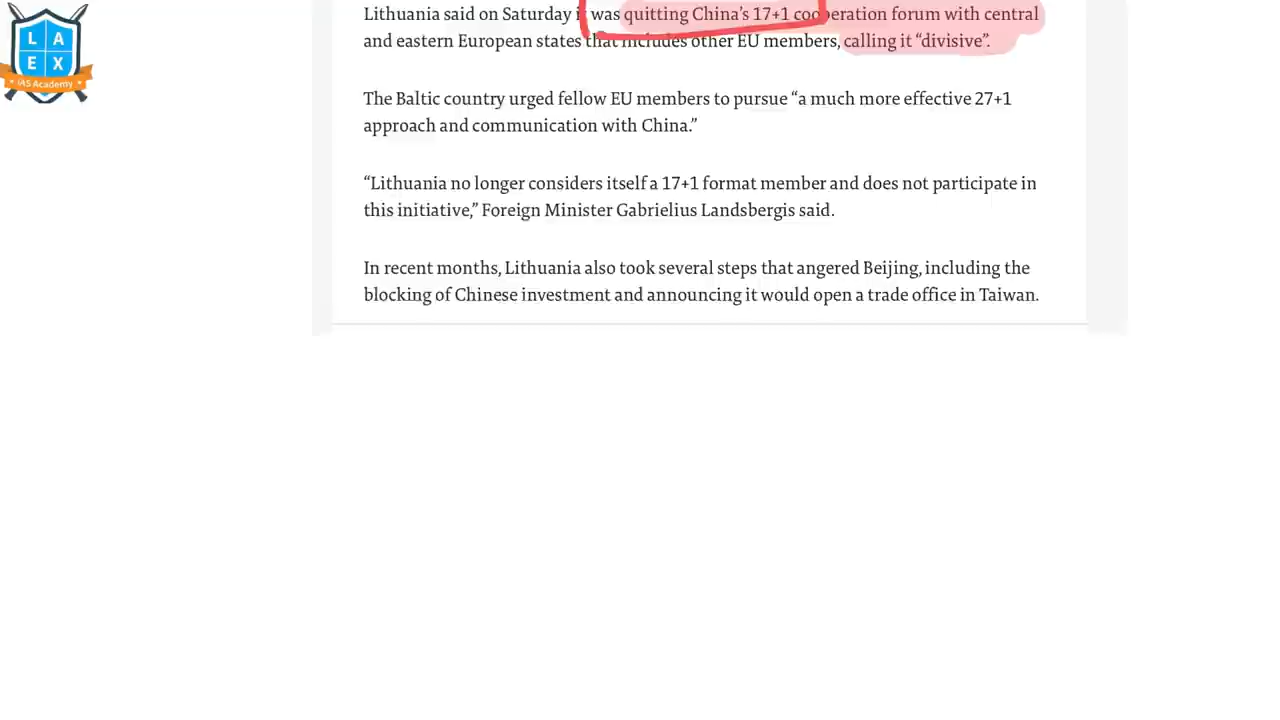 L A
E X
IAS Academy
Lithuania said on Saturday it was quitting China’s 17+1 cooperation forum with central
and eastern European states that includes other EU members, calling it “divisive”.
The Baltic country urged fellow EU members to pursue “a much more effective 27+1
approach and communication with China.”
“Lithuania no longer considers itself a 17+1 format member and does not participate in
this initiative,” Foreign Minister Gabrielius Landsbergis said.
In recent months, Lithuania also took several steps that angered Beijing, including the
blocking of Chinese investment and announcing it would open a trade office in Taiwan.